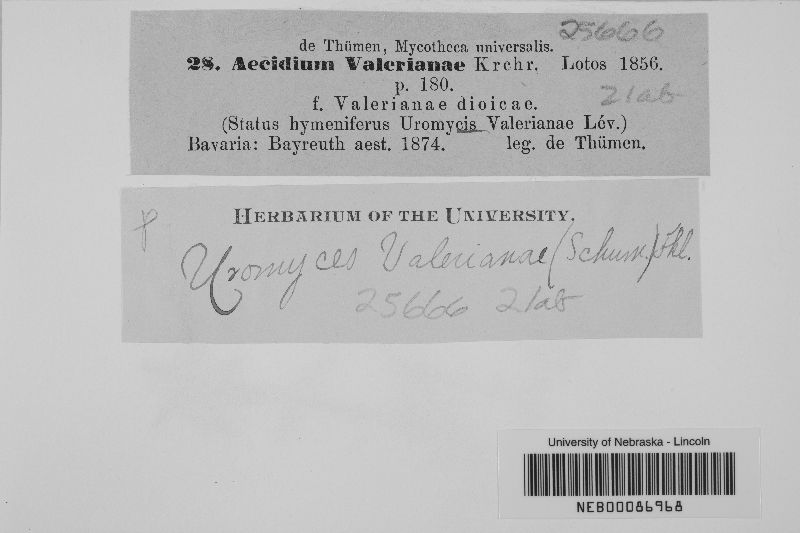 25666
de Thümen, Mycotheca universalis.
28. Aecidium Valerianae Krchr. Lotos 1856.
p. 180. 21ab
f. Valerianae dioicae.
(Status hymeniferus Uromycis Valerianae Lév.)
Bavaria: Bayreuth aest. 1874. leg. de Thümen.
HERBARIUM OF THE UNIVERSITY.
Uromyces Valerianae (Schum.) Fkl.
25666 21ab
University of Nebraska - Lincoln
NEB00086968